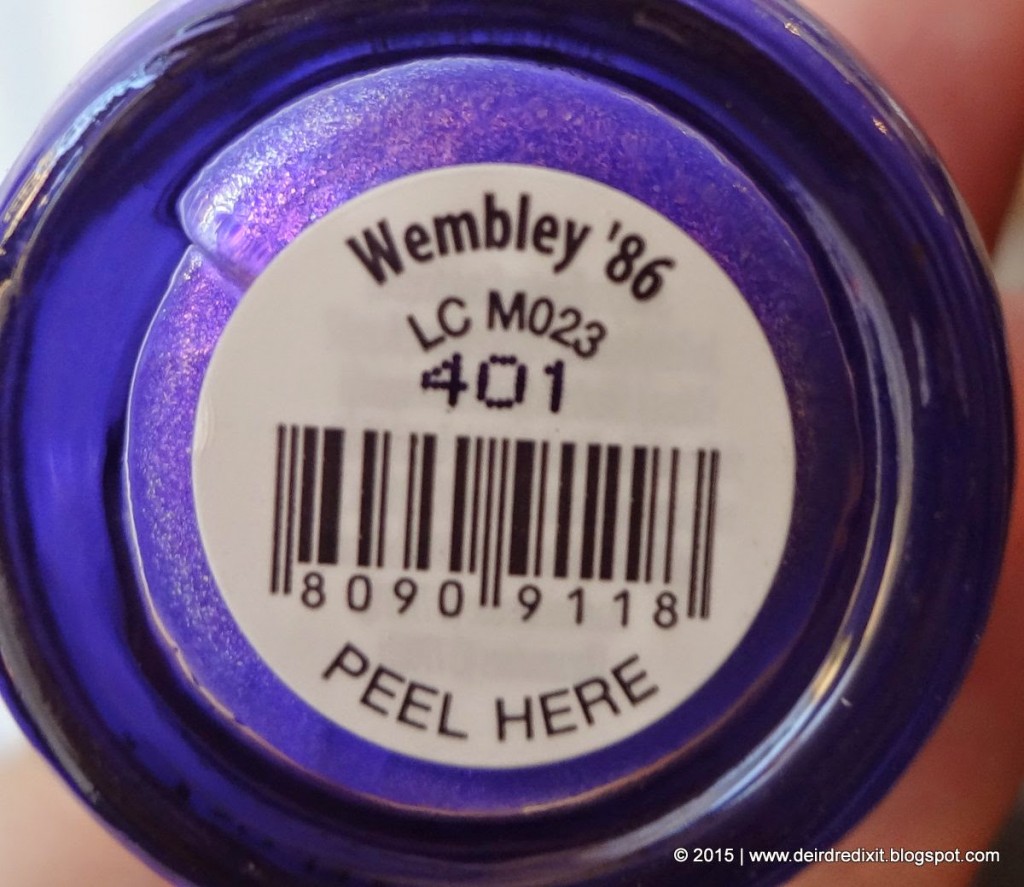 Wembley '86
LC M023
401
8090 9118
PEEL HERE
© 2015 | www.deirdredixit.blogspot.com